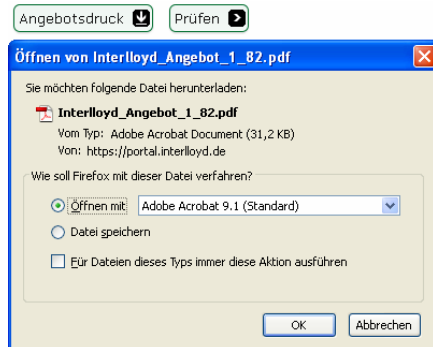 Angebotsdruck Prüfen
Öffnen von Interlloyd_Angebot_1_82.pdf
Sie möchten folgende Datei herunterladen:
Interlloyd_Angebot_1_82.pdf
Vom Typ: Adobe Acrobat Document (31,2 KB)
Von: https://portal.interlloyd.de
Wie soll Firefox mit dieser Datei verfahren?
Öffnen mit Adobe Acrobat 9.1 (Standard)
Datei speichern
Für Dateien dieses Typs immer diese Aktion ausführen
OK Abbrechen